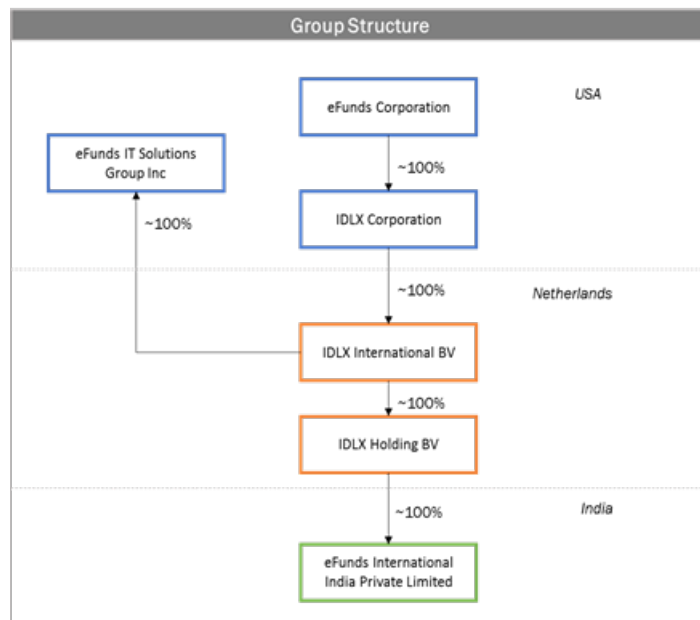 Group Structure
USA
eFunds Corporation
eFunds IT Solutions
Group Inc
~100%
IDLX Corporation
~100%
~100%
Netherlands
IDLX International BV
~100%
IDLX Holding BV
India
~100%
eFunds International
India Private Limited